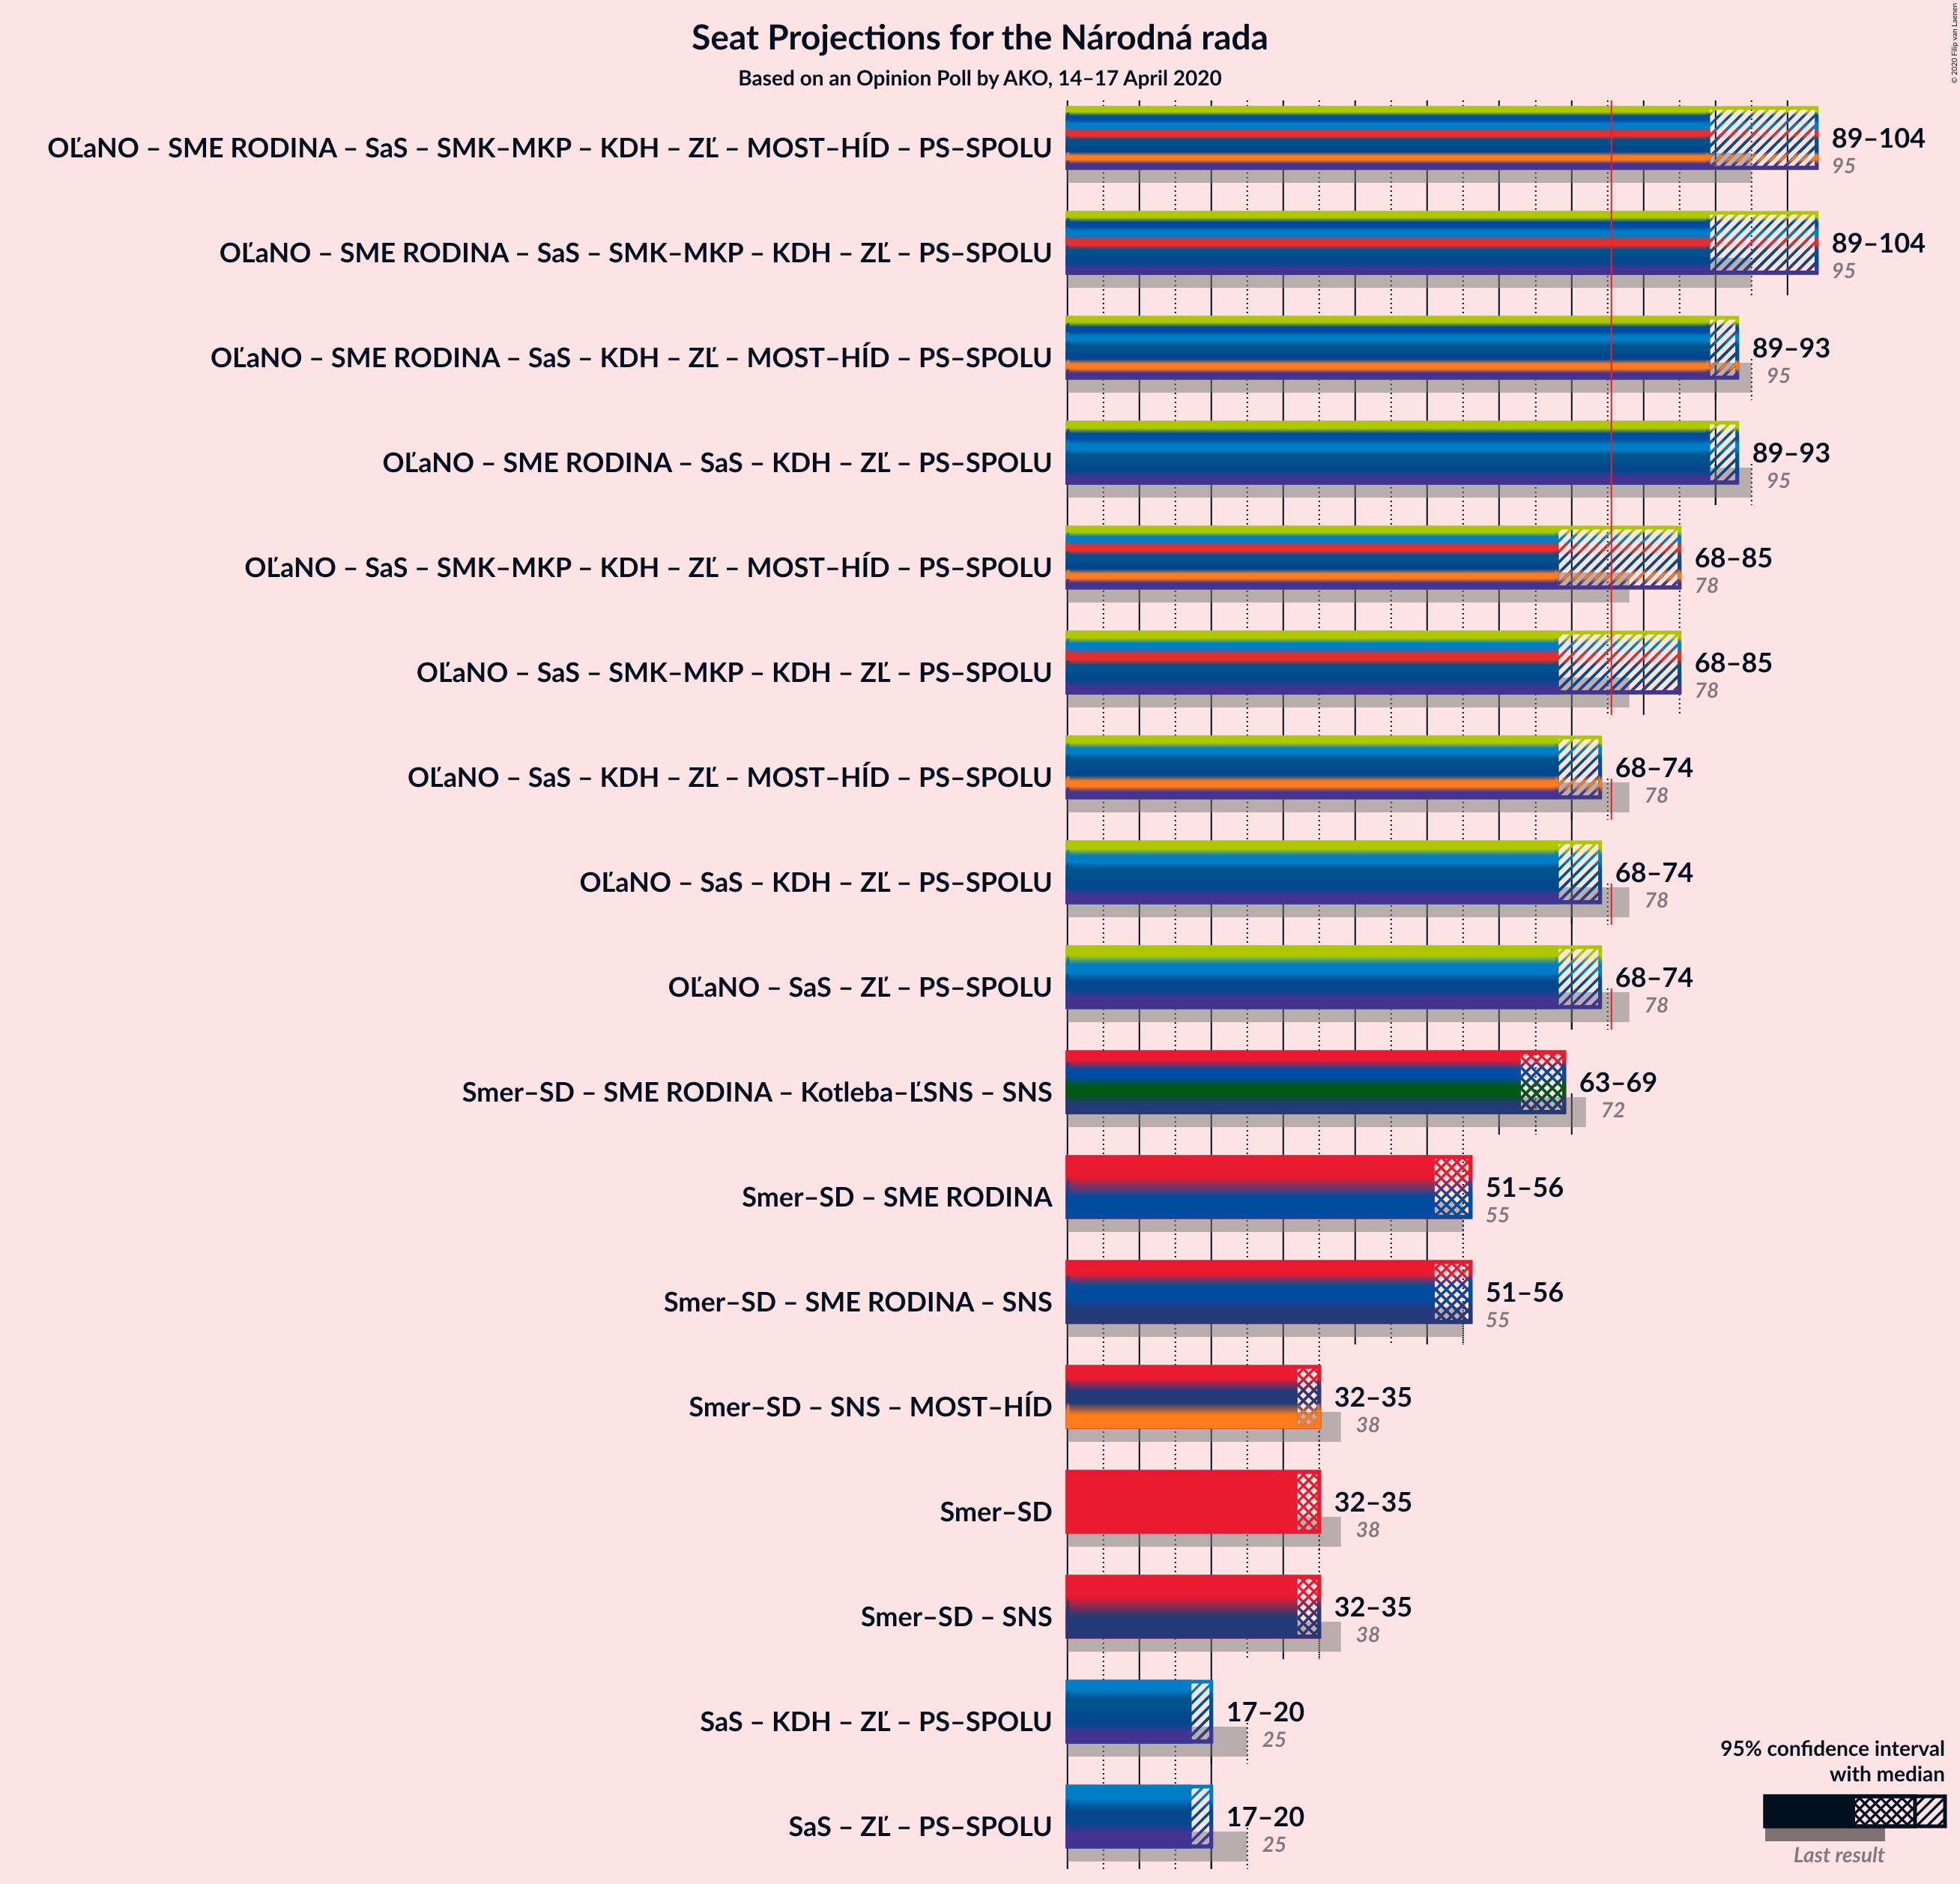 Seat Projections for the Národná rada
Based on an Opinion Poll by AKO, 14–17 April 2020
© 2020 Filip van Laenen
OĽaNO – SME RODINA – SaS – SMK–MKP – KDH – ZĽ – MOST–HÍD – PS–SPOLU
89–104
95
OĽaNO – SME RODINA – SaS – SMK–MKP – KDH – ZĽ – PS–SPOLU
89–104
95
OĽaNO – SME RODINA – SaS – KDH – ZĽ – MOST–HÍD – PS–SPOLU
89–93
95
OĽaNO – SME RODINA – SaS – KDH – ZĽ – PS–SPOLU
89–93
95
OĽaNO – SaS – SMK–MKP – KDH – ZĽ – MOST–HÍD – PS–SPOLU
68–85
78
OĽaNO – SaS – SMK–MKP – KDH – ZĽ – PS–SPOLU
68–85
78
OĽaNO – SaS – KDH – ZĽ – MOST–HÍD – PS–SPOLU
68–74
78
OĽaNO – SaS – KDH – ZĽ – PS–SPOLU
68–74
78
OĽaNO – SaS – ZĽ – PS–SPOLU
68–74
78
Smer–SD – SME RODINA – Kotleba–ĽSNS – SNS
63–69
72
Smer–SD – SME RODINA
51–56
55
Smer–SD – SME RODINA – SNS
51–56
55
Smer–SD – SNS – MOST–HÍD
32–35
38
Smer–SD
32–35
38
Smer–SD – SNS
32–35
38
SaS – KDH – ZĽ – PS–SPOLU
17–20
25
SaS – ZĽ – PS–SPOLU
17–20
25
95% confidence interval
with median
Last result